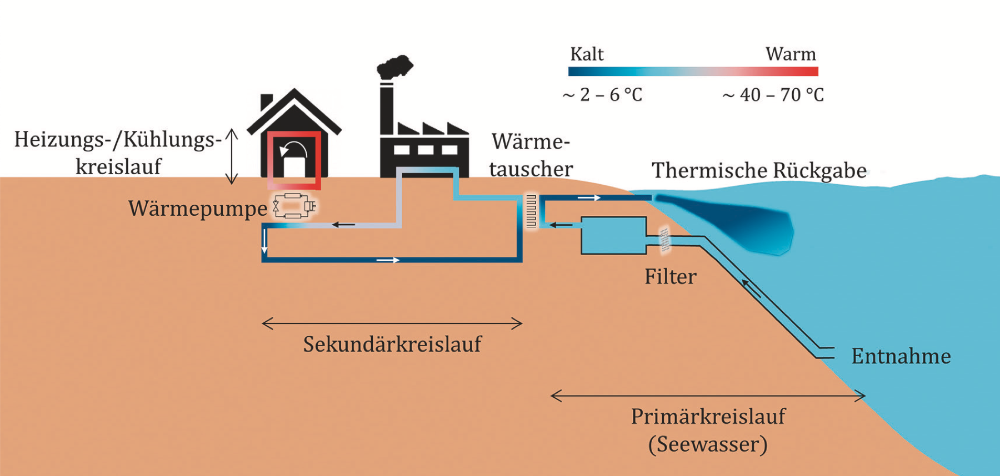 Kalt
Warm
~ 2 – 6 °C
~ 40 – 70 °C
Heizungs-/Kühlungs-
kreislauf
Wärme-
tauscher
Thermische Rückgabe
Wärmepumpe
Filter
Sekundärkreislauf
Entnahme
Primärkreislauf
(Seewasser)